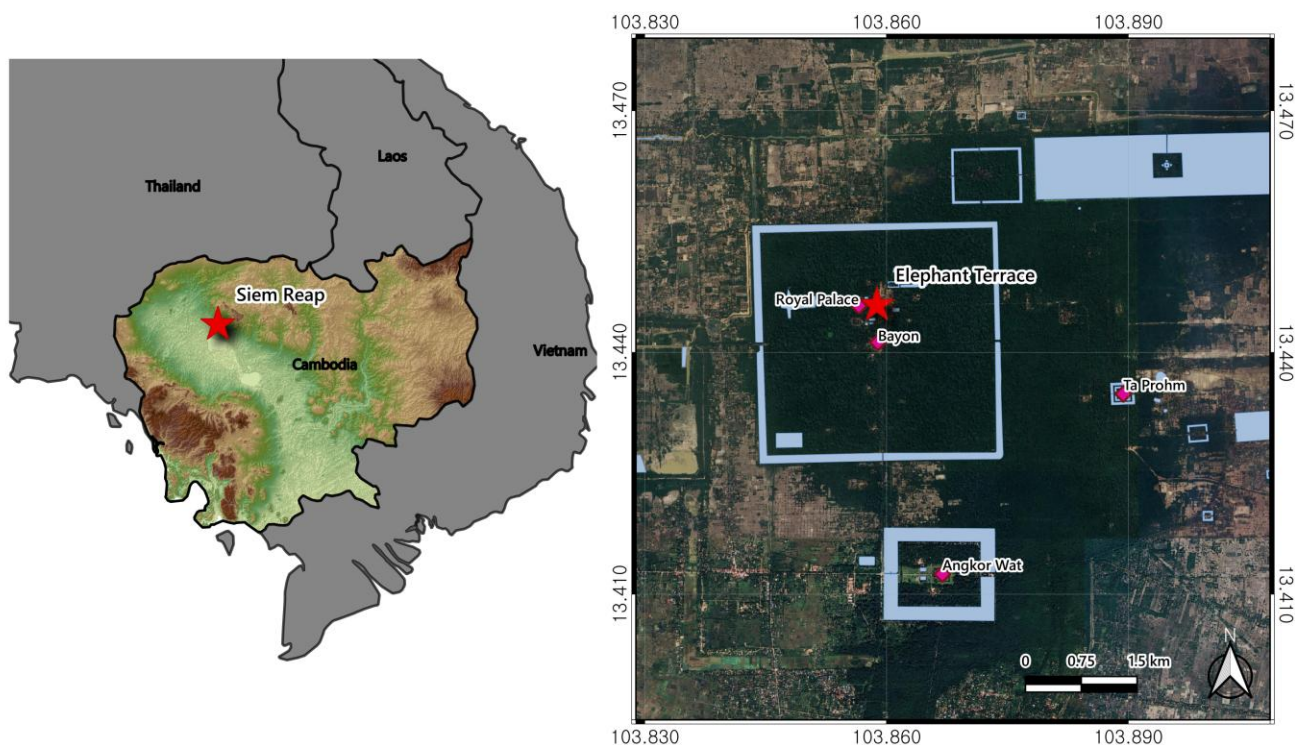 Laos
Thailand
Siem Reap
Cambodia
Vietnam
103.830 103.860 103.890
13.470 13.470
Elephant Terrace
Royal Palace
Bayon
13.440 13.440
Ta Prohm
Angkor Wat
13.410 13.410
N
0 0.75 1.5 km
103.830 103.860 103.890